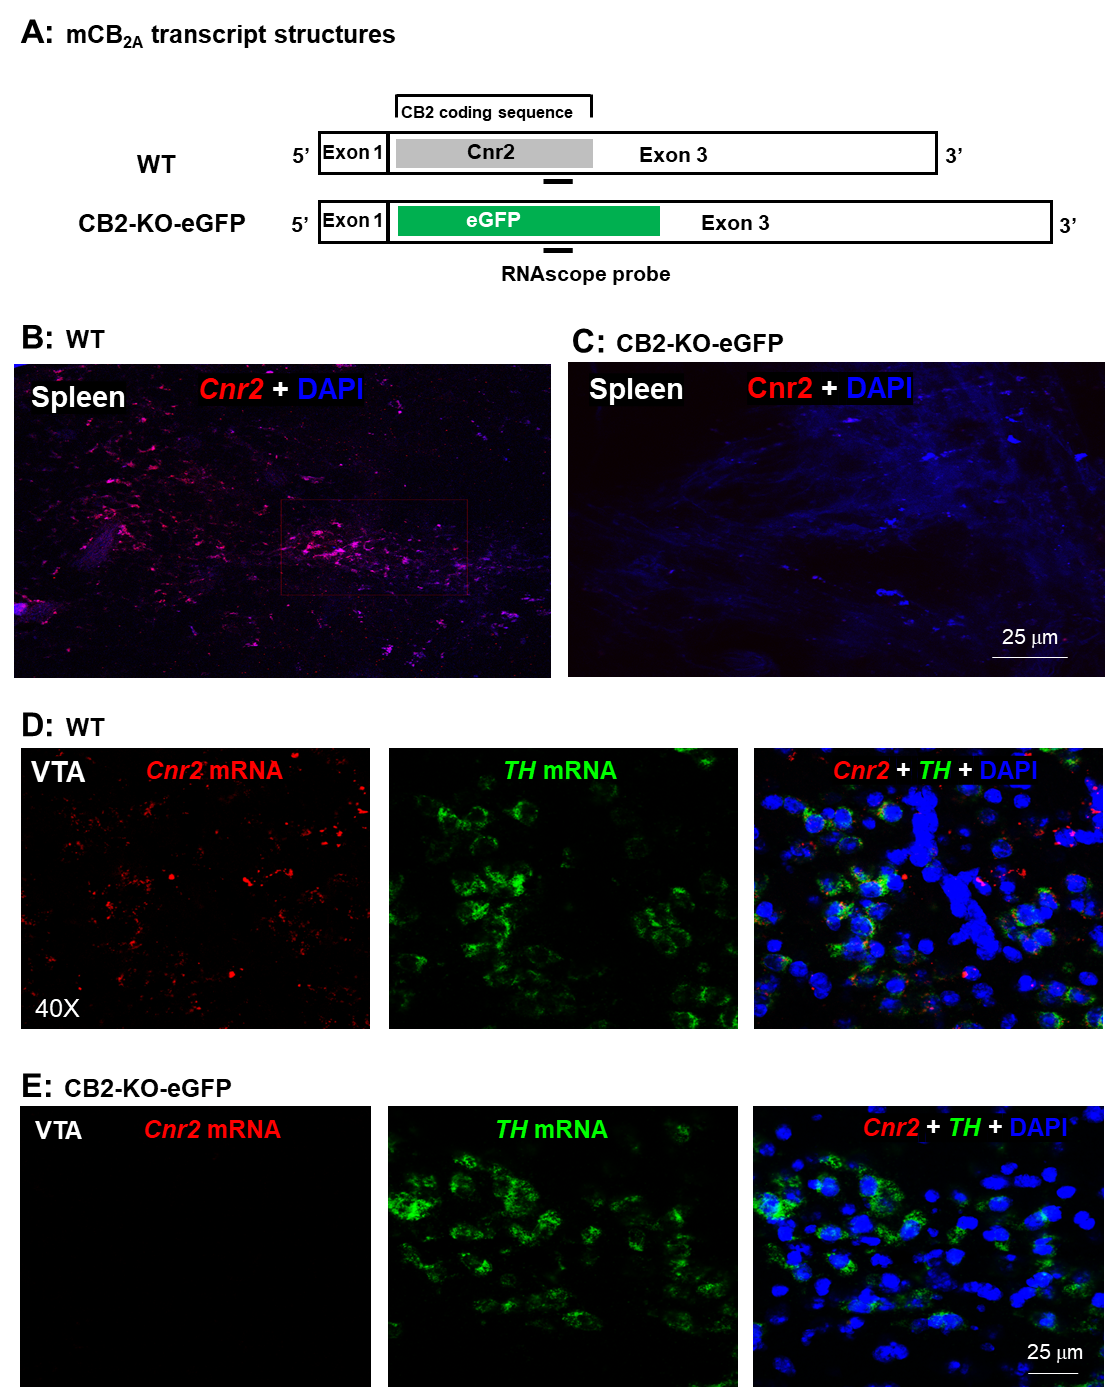 A: mCB2A transcript structures
CB2 coding sequence
WT 5’ Exon 1 Cnr2 Exon 3 3’
CB2-KO-eGFP 5’ Exon 1 eGFP Exon 3 3’
RNAscope probe
B: WT
Spleen Cnr2 + DAPI
C: CB2-KO-eGFP
Spleen Cnr2 + DAPI
25 μm
D: WT
VTA Cnr2 mRNA
40X
TH mRNA
Cnr2 + TH + DAPI
E: CB2-KO-eGFP
VTA Cnr2 mRNA
TH mRNA
Cnr2 + TH + DAPI
25 μm